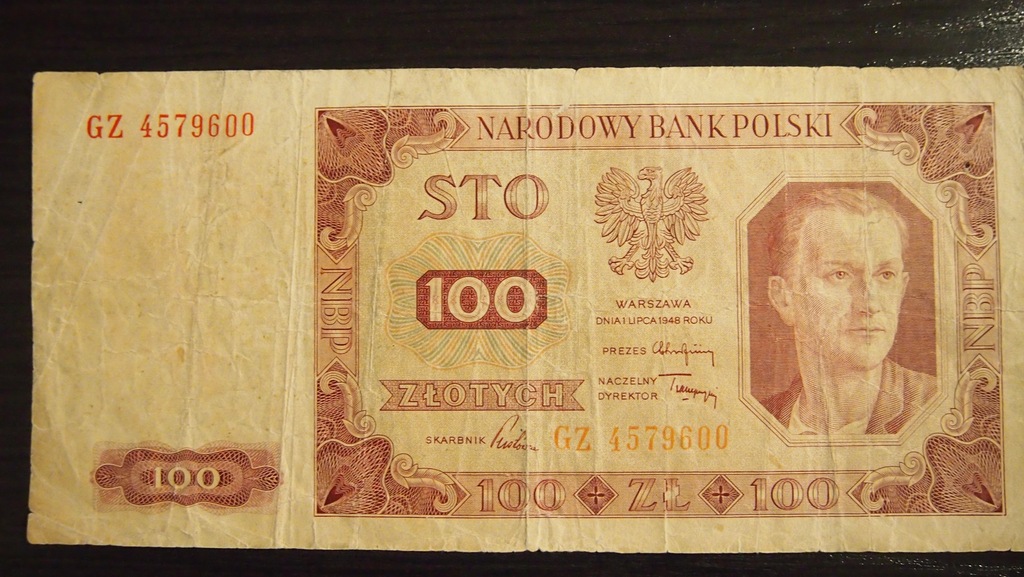 GZ 4579600
NARODOWY BANK POLSKI
STO
100
ZŁOTYCH
WARSZAWA
DNIA 1 LIPCA 1948 ROKU
PREZES
NACZELNY
DYREKTOR
SKARBNIK
GZ 4579600
NBP
NBP
100
100 ZŁ 100